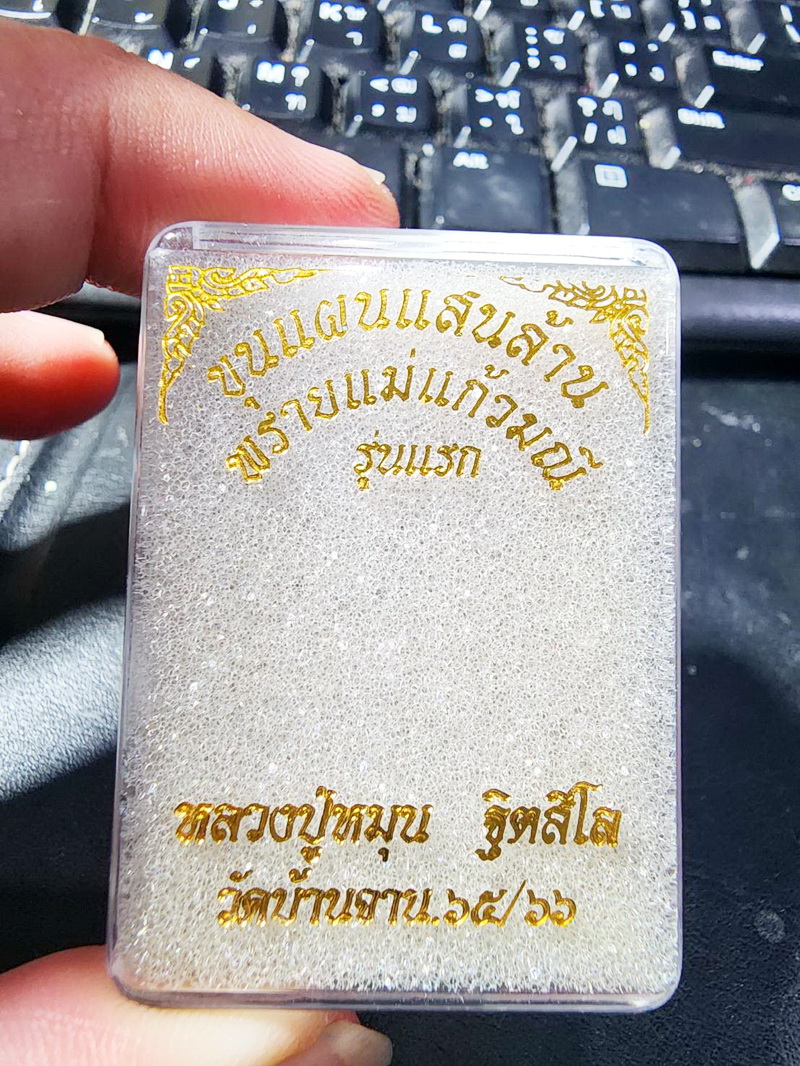 M ?
AR
ขุนแผนแสนล้าน
พรายแม่แก้วมณี
รุ่นแรก
หลวงปู่หมุน ฐิตสีโล
วัดบ้านจาน.๖๕/๖๖